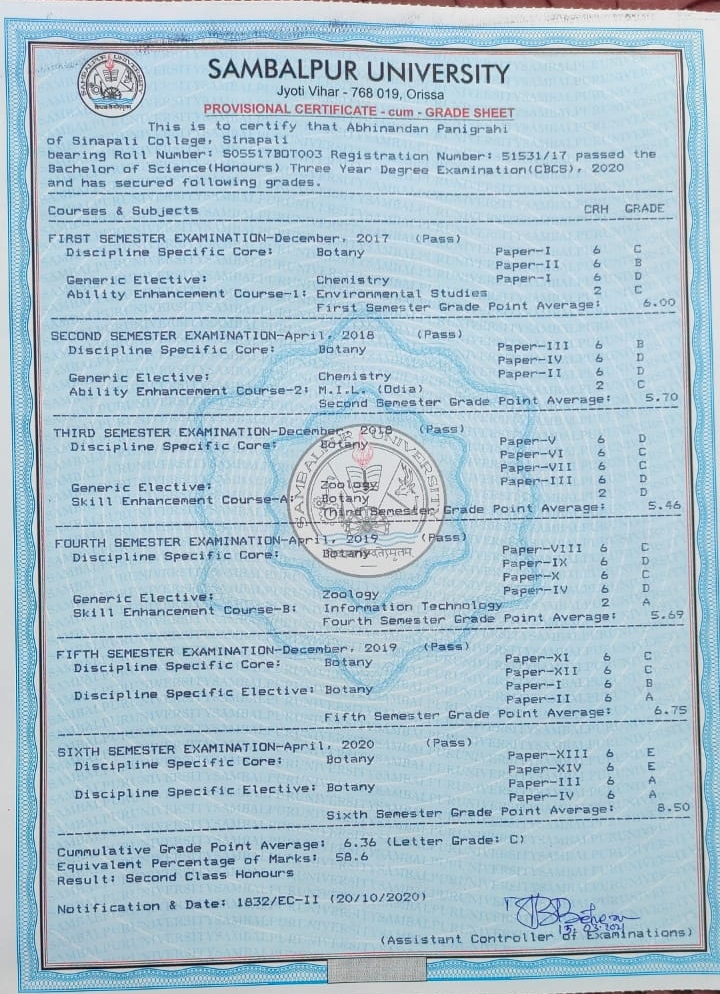 SAMBALPUR UNIVERSITY
Jyoti Vihar - 768 019, Orissa
PROVISIONAL CERTIFICATE - cum - GRADE SHEET
This is to certify that Abhinandan Panigrahi
of Sinapali College, Sinapali
bearing Roll Number: S05517BOT003 Registration Number: 51531/17 passed the
Bachelor of Science(Honours) Three Year Degree Examination(CBCS), 2020
and has secured following grades.
Courses & Subjects CRH GRADE
FIRST SEMESTER EXAMINATION-December, 2017 (Pass)
Discipline Specific Core: Botany Paper-I 6 C
Paper-II 6 B
Generic Elective: Chemistry Paper-I 6 D
Ability Enhancement Course-1: Environmental Studies 2 C
First Semester Grade Point Average: 6.00
SECOND SEMESTER EXAMINATION-April, 2018 (Pass)
Discipline Specific Core: Botany Paper-III 6 B
Paper-IV 6 D
Generic Elective: Chemistry Paper-II 6 D
Ability Enhancement Course-2: M.I.L. (Odia) 2 C
Second Semester Grade Point Average: 5.70
THIRD SEMESTER EXAMINATION-December, 2018 (Pass)
Discipline Specific Core: Botany Paper-V 6 D
Paper-VI 6 C
Paper-VII 6 C
Generic Elective: Zoology Paper-III 6 D
Skill Enhancement Course-A: Botany 2 D
Third Semester Grade Point Average: 5.46
FOURTH SEMESTER EXAMINATION-April, 2019 (Pass)
Discipline Specific Core: Botany Paper-VIII 6 C
Paper-IX 6 D
Paper-X 6 C
Generic Elective: Zoology Paper-IV 6 D
Skill Enhancement Course-B: Information Technology 2 A
Fourth Semester Grade Point Average: 5.69
FIFTH SEMESTER EXAMINATION-December, 2019 (Pass)
Discipline Specific Core: Botany Paper-XI 6 C
Paper-XII 6 C
Discipline Specific Elective: Botany Paper-I 6 B
Paper-II 6 A
Fifth Semester Grade Point Average: 6.75
SIXTH SEMESTER EXAMINATION-April, 2020 (Pass)
Discipline Specific Core: Botany Paper-XIII 6 E
Paper-XIV 6 E
Discipline Specific Elective: Botany Paper-III 6 A
Paper-IV 6 A
Sixth Semester Grade Point Average: 8.50
Cummulative Grade Point Average: 6.36 (Letter Grade: C)
Equivalent Percentage of Marks: 58.6
Result: Second Class Honours
Notification & Date: 1832/EC-II (20/10/2020)
(Assistant Controller of Examinations)
SAMBALPUR UNIVERSITY